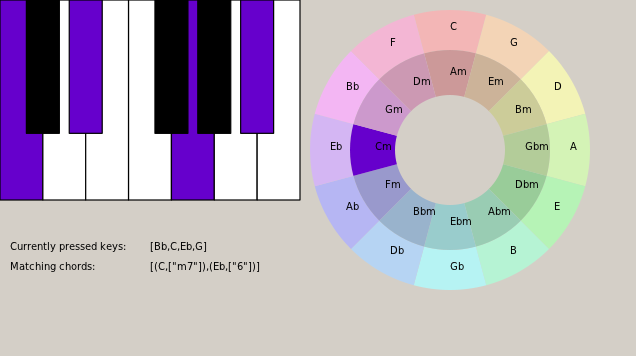 C
F
G
Am
Dm
Em
Bb
D
Gm
Bm
Eb
Cm
Gbm
A
Fm
Dbm
Ab
E
Bbm
Abm
Ebm
Db
B
Gb
Currently pressed keys: [Bb,C,Eb,G]
Matching chords: [(C,["m7"]),(Eb,["6"])]